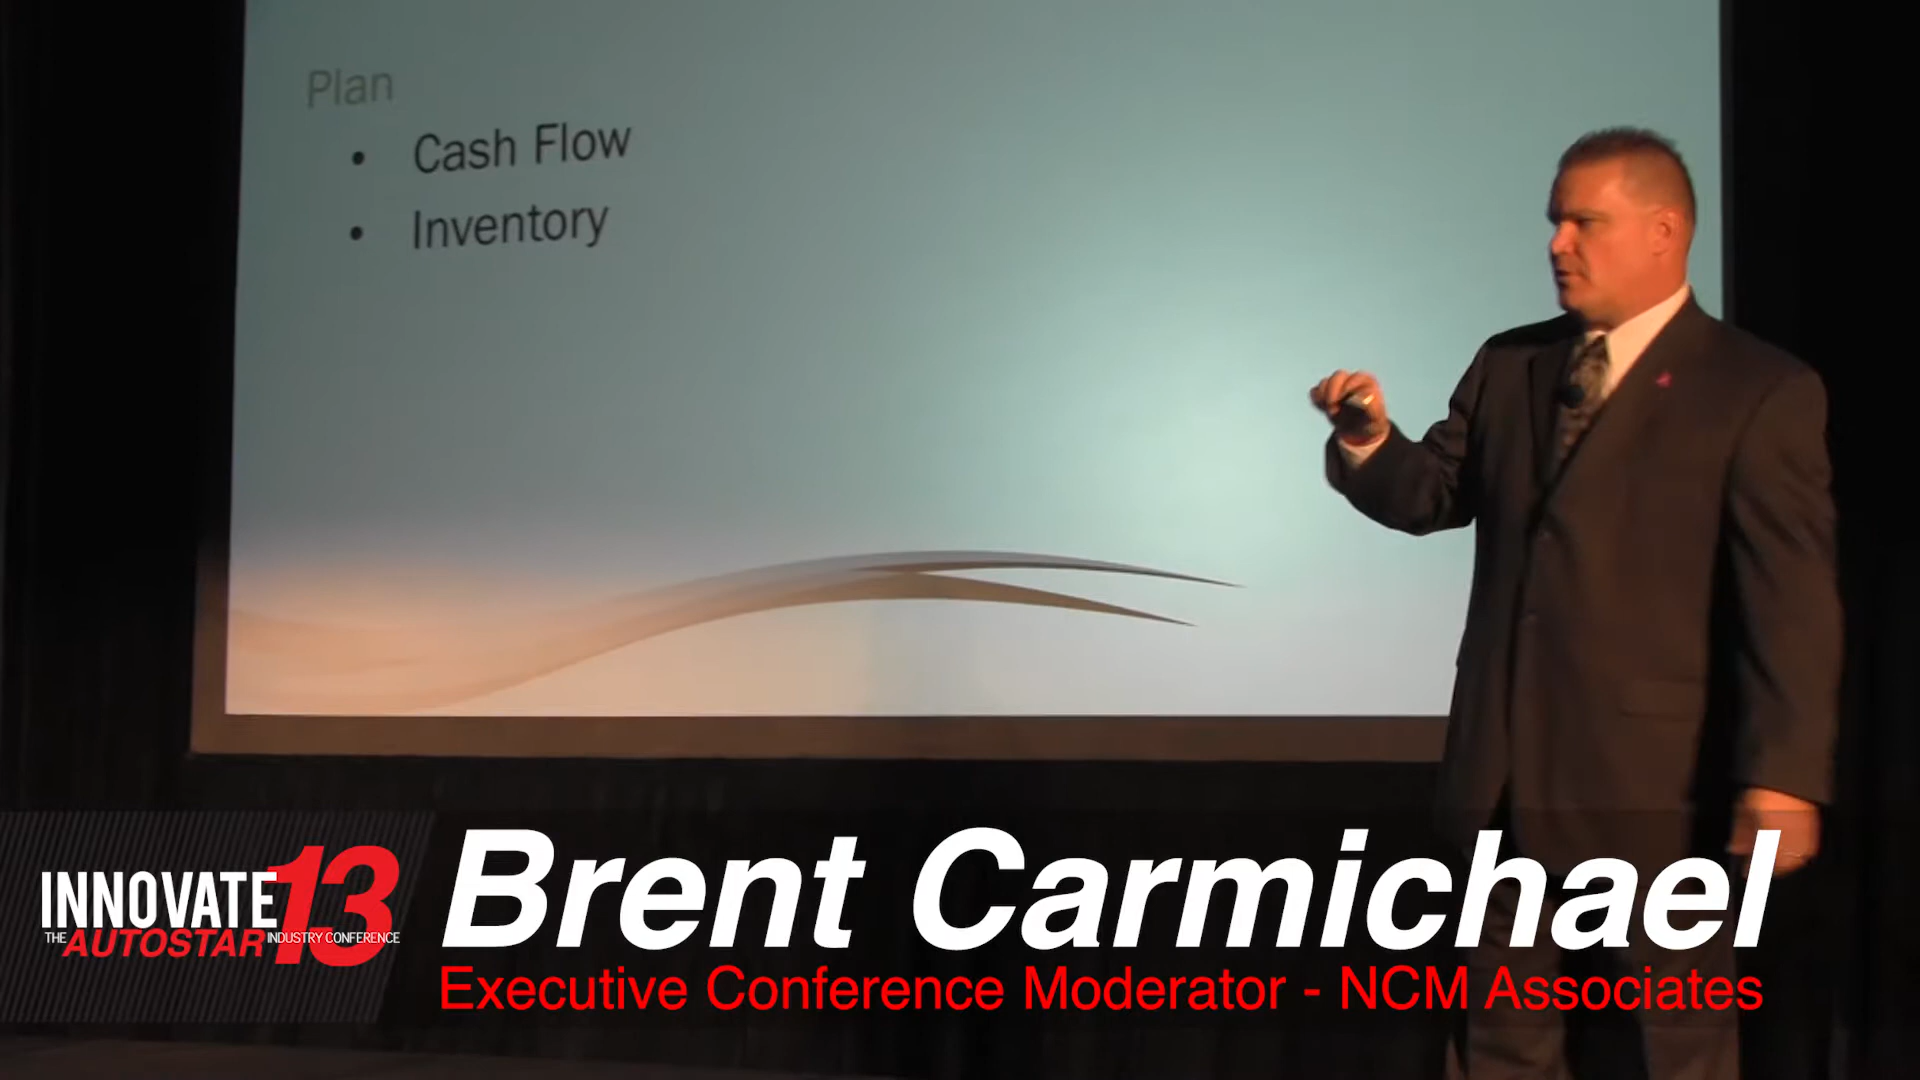 Plan
• Cash Flow
• Inventory
INNOVATE 13
THE AUTOSTAR INDUSTRY CONFERENCE
Brent Carmichael
Executive Conference Moderator - NCM Associates